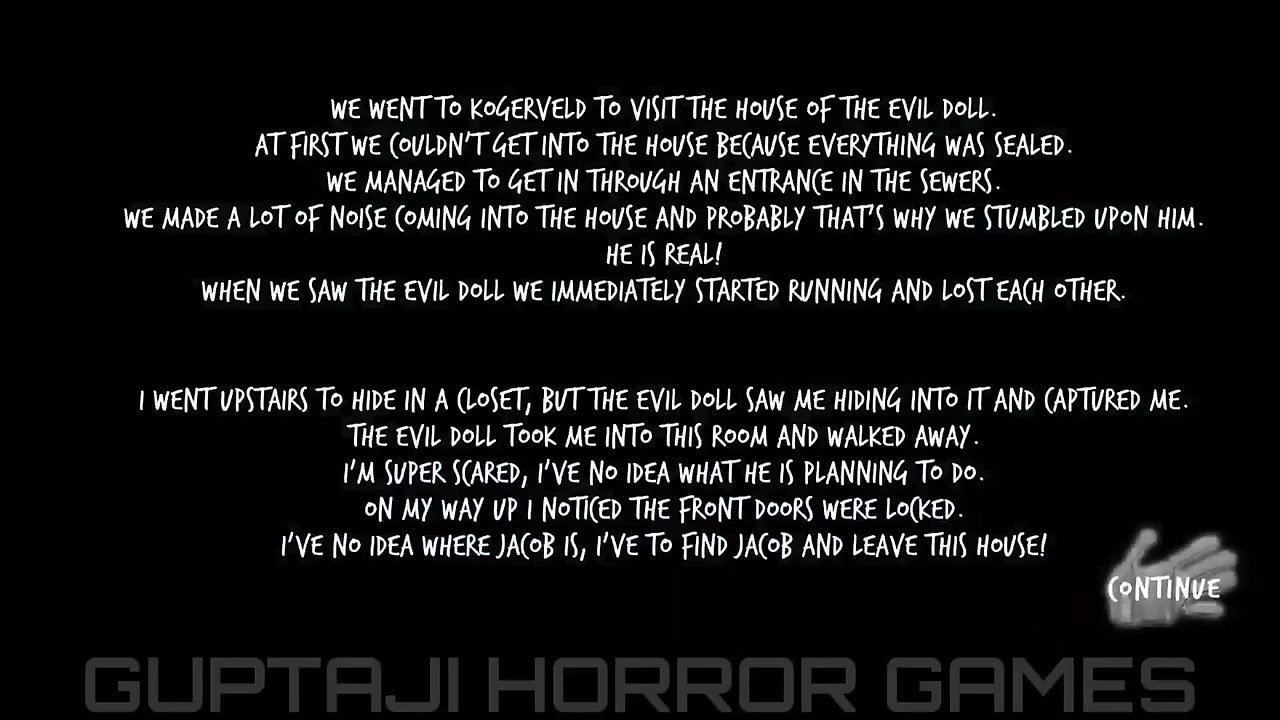 WE WENT TO KOGERVELD TO VISIT THE HOUSE OF THE EVIL DOLL.
AT FIRST WE COULDN'T GET INTO THE HOUSE BECAUSE EVERYTHING WAS SEALED.
WE MANAGED TO GET IN THROUGH AN ENTRANCE IN THE SEWERS.
WE MADE A LOT OF NOISE COMING INTO THE HOUSE AND PROBABLY THAT'S WHY WE STUMBLED UPON HIM.
HE IS REAL!
WHEN WE SAW THE EVIL DOLL WE IMMEDIATELY STARTED RUNNING AND LOST EACH OTHER.
I WENT UPSTAIRS TO HIDE IN A CLOSET, BUT THE EVIL DOLL SAW ME HIDING INTO IT AND CAPTURED ME.
THE EVIL DOLL TOOK ME INTO THIS ROOM AND WALKED AWAY.
I'M SUPER SCARED, I'VE NO IDEA WHAT HE IS PLANNING TO DO.
ON MY WAY UP I NOTICED THE FRONT DOORS WERE LOCKED.
I'VE NO IDEA WHERE JACOB IS, I'VE TO FIND JACOB AND LEAVE THIS HOUSE!
CONTINUE
GUPTAJI HORROR GAMES